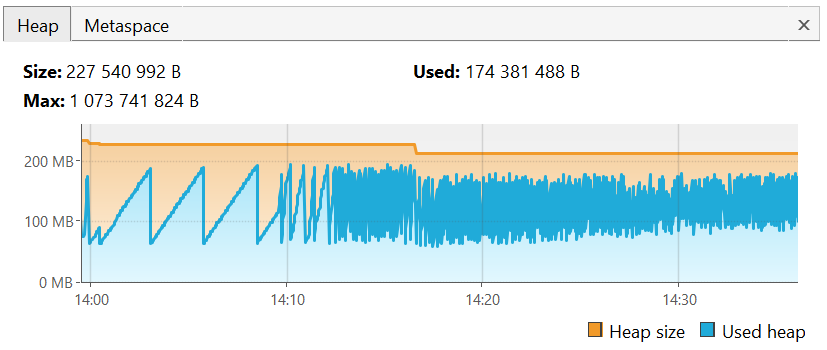 Heap Metaspace ×
Size: 227 540 992 B Used: 174 381 488 B
Max: 1 073 741 824 B
200 MB
100 MB
0 MB
14:00 14:10 14:20 14:30
Heap size Used heap